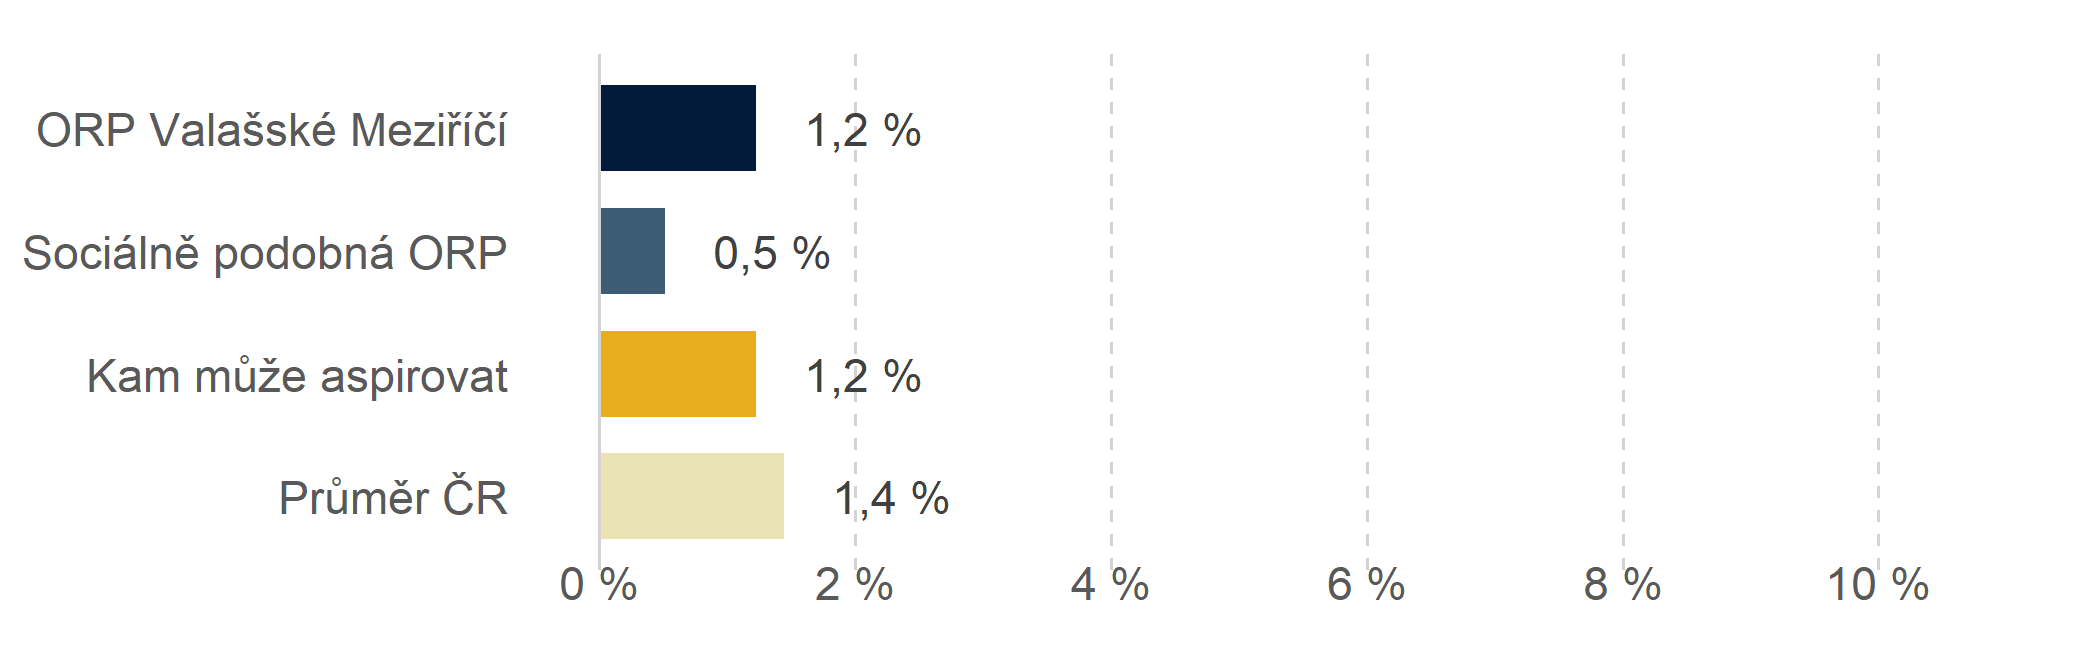 ORP Valašské Meziříčí 1,2 %
Sociálně podobná ORP 0,5 %
Kam může aspirovat 1,2 %
Průměr ČR 1,4 %
0 % 2 % 4 % 6 % 8 % 10 %